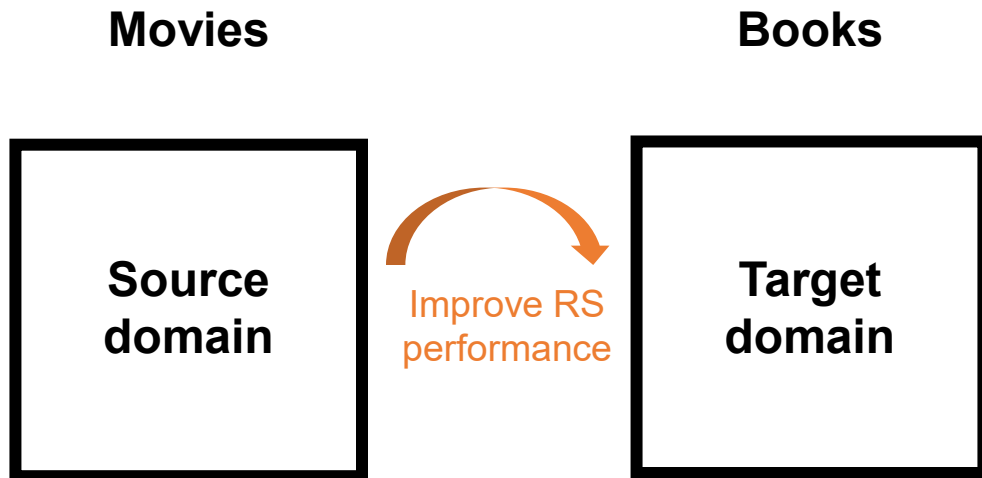 Movies
Books
Source
domain
Improve RS
performance
Target
domain